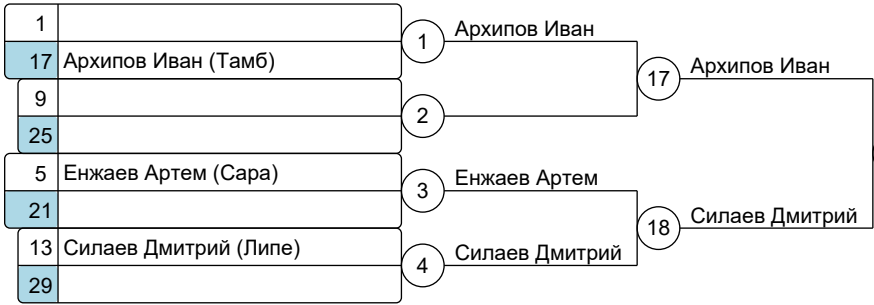 1
17 Архипов Иван (Тамб)
9
25
5 Енжаев Артем (Сара)
21
13 Силаев Дмитрий (Липе)
29
1 Архипов Иван
2
3 Енжаев Артем
4 Силаев Дмитрий
17 Архипов Иван
18 Силаев Дмитрий